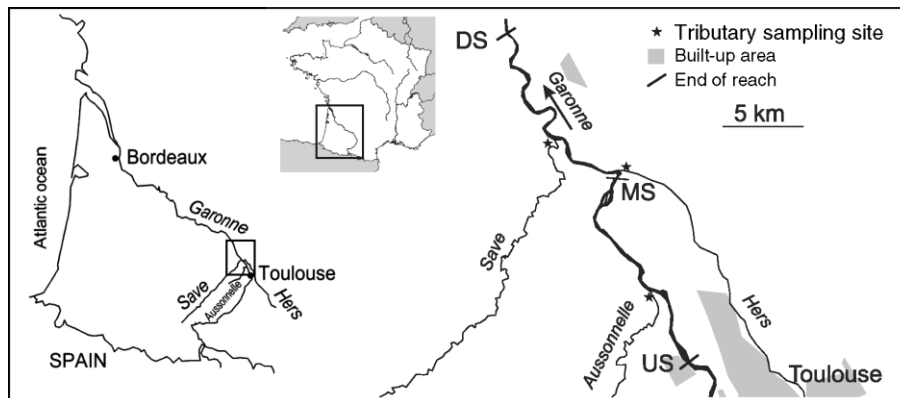 Atlantic ocean
Bordeaux
Garonne
Toulouse
Save
Aussonnelle
Hers
SPAIN
DS
Garonne
Tributary sampling site
Built-up area
End of reach
5 km
MS
Save
Aussonnelle
Hers
US
Toulouse